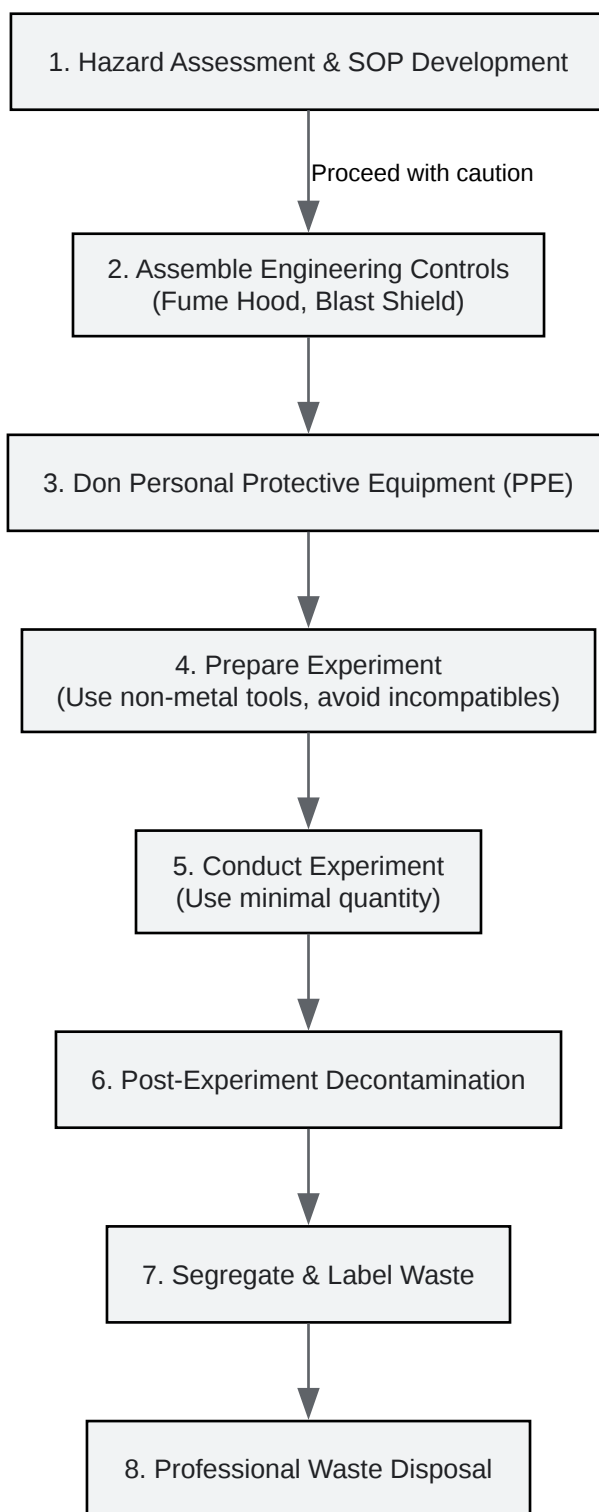 1. Hazard Assessment & SOP Development
Proceed with caution
2. Assemble Engineering Controls
(Fume Hood, Blast Shield)
3. Don Personal Protective Equipment (PPE)
4. Prepare Experiment
(Use non-metal tools, avoid incompatibles)
5. Conduct Experiment
(Use minimal quantity)
6. Post-Experiment Decontamination
7. Segregate & Label Waste
8. Professional Waste Disposal